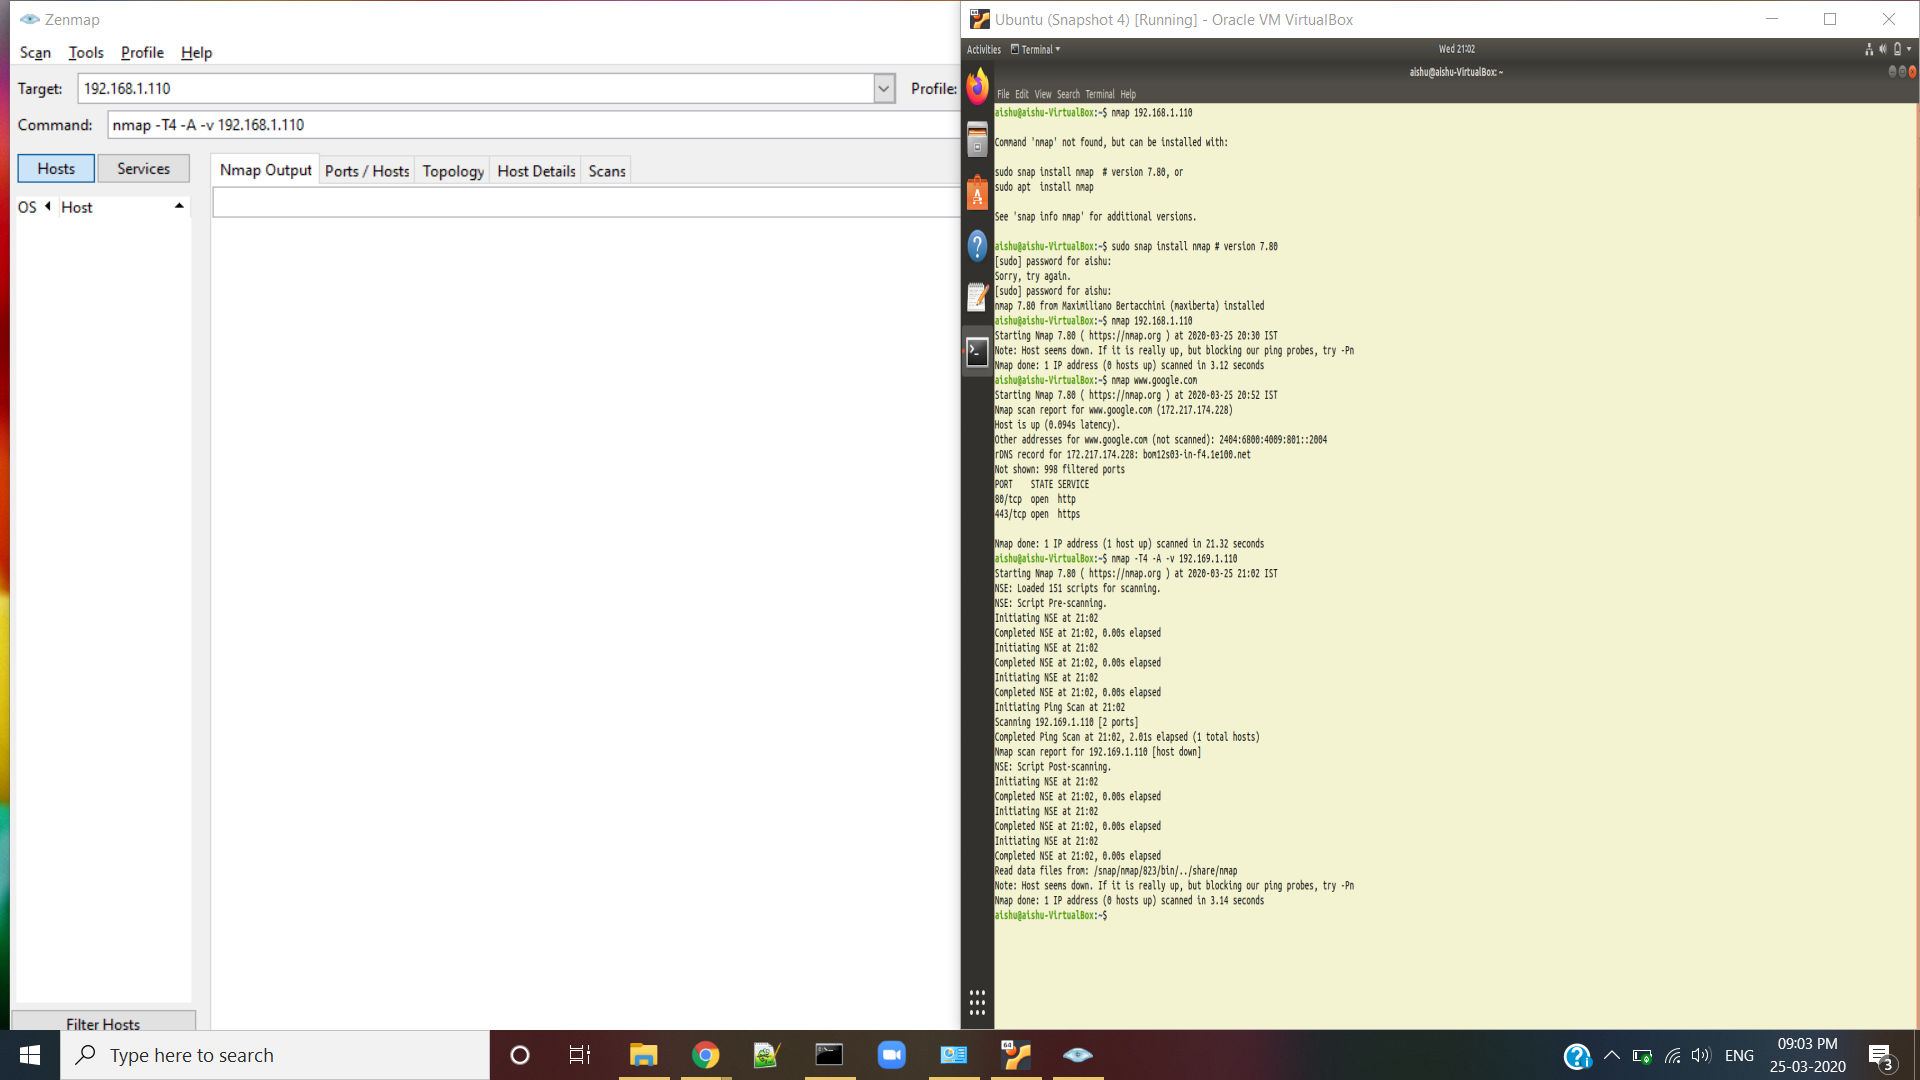 Zenmap
Scan Tools Profile Help
Target: 192.168.1.110 Profile:
Command: nmap -T4 -A -v 192.168.1.110
Hosts Services
Nmap Output Ports / Hosts Topology Host Details Scans
OS Host
Filter Hosts
Ubuntu (Snapshot 4) [Running] - Oracle VM VirtualBox
Activities Terminal Wed 21:02
aishu@aishu-VirtualBox: ~
File Edit View Search Terminal Help
aishu@aishu-VirtualBox:~$ nmap 192.168.1.110
Command 'nmap' not found, but can be installed with:
sudo snap install nmap  # version 7.80, or
sudo apt  install nmap
See 'snap info nmap' for additional versions.
aishu@aishu-VirtualBox:~$ sudo snap install nmap # version 7.80
[sudo] password for aishu:
Sorry, try again.
[sudo] password for aishu:
nmap 7.80 from Maximiliano Bertacchini (maxiberta) installed
aishu@aishu-VirtualBox:~$ nmap 192.168.1.110
Starting Nmap 7.80 ( https://nmap.org ) at 2020-03-25 20:30 IST
Note: Host seems down. If it is really up, but blocking our ping probes, try -Pn
Nmap done: 1 IP address (0 hosts up) scanned in 3.12 seconds
aishu@aishu-VirtualBox:~$ nmap www.google.com
Starting Nmap 7.80 ( https://nmap.org ) at 2020-03-25 20:52 IST
Nmap scan report for www.google.com (172.217.174.228)
Host is up (0.094s latency).
Other addresses for www.google.com (not scanned): 2404:6800:4009:801::2004
rDNS record for 172.217.174.228: bom12s03-in-f4.1e100.net
Not shown: 998 filtered ports
PORT    STATE SERVICE
80/tcp  open  http
443/tcp open  https
Nmap done: 1 IP address (1 host up) scanned in 21.32 seconds
aishu@aishu-VirtualBox:~$ nmap -T4 -A -v 192.169.1.110
Starting Nmap 7.80 ( https://nmap.org ) at 2020-03-25 21:02 IST
NSE: Loaded 151 scripts for scanning.
NSE: Script Pre-scanning.
Initiating NSE at 21:02
Completed NSE at 21:02, 0.00s elapsed
Initiating NSE at 21:02
Completed NSE at 21:02, 0.00s elapsed
Initiating NSE at 21:02
Completed NSE at 21:02, 0.00s elapsed
Initiating Ping Scan at 21:02
Scanning 192.169.1.110 [2 ports]
Completed Ping Scan at 21:02, 2.01s elapsed (1 total hosts)
Nmap scan report for 192.169.1.110 [host down]
NSE: Script Post-scanning.
Initiating NSE at 21:02
Completed NSE at 21:02, 0.00s elapsed
Initiating NSE at 21:02
Completed NSE at 21:02, 0.00s elapsed
Initiating NSE at 21:02
Completed NSE at 21:02, 0.00s elapsed
Read data files from: /snap/nmap/823/bin/../share/nmap
Note: Host seems down. If it is really up, but blocking our ping probes, try -Pn
Nmap done: 1 IP address (0 hosts up) scanned in 3.14 seconds
aishu@aishu-VirtualBox:~$
Type here to search
ENG
09:03 PM
25-03-2020
3